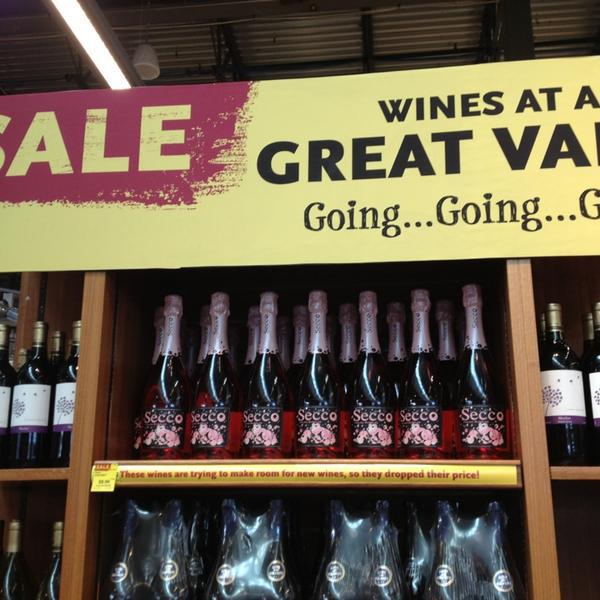 SALE
WINES AT A
GREAT VA
Going...Going...G
Secco Secco Secco Secco Secco Secco Secco
SALE
These wines are trying to make room for new wines, so they dropped their price!